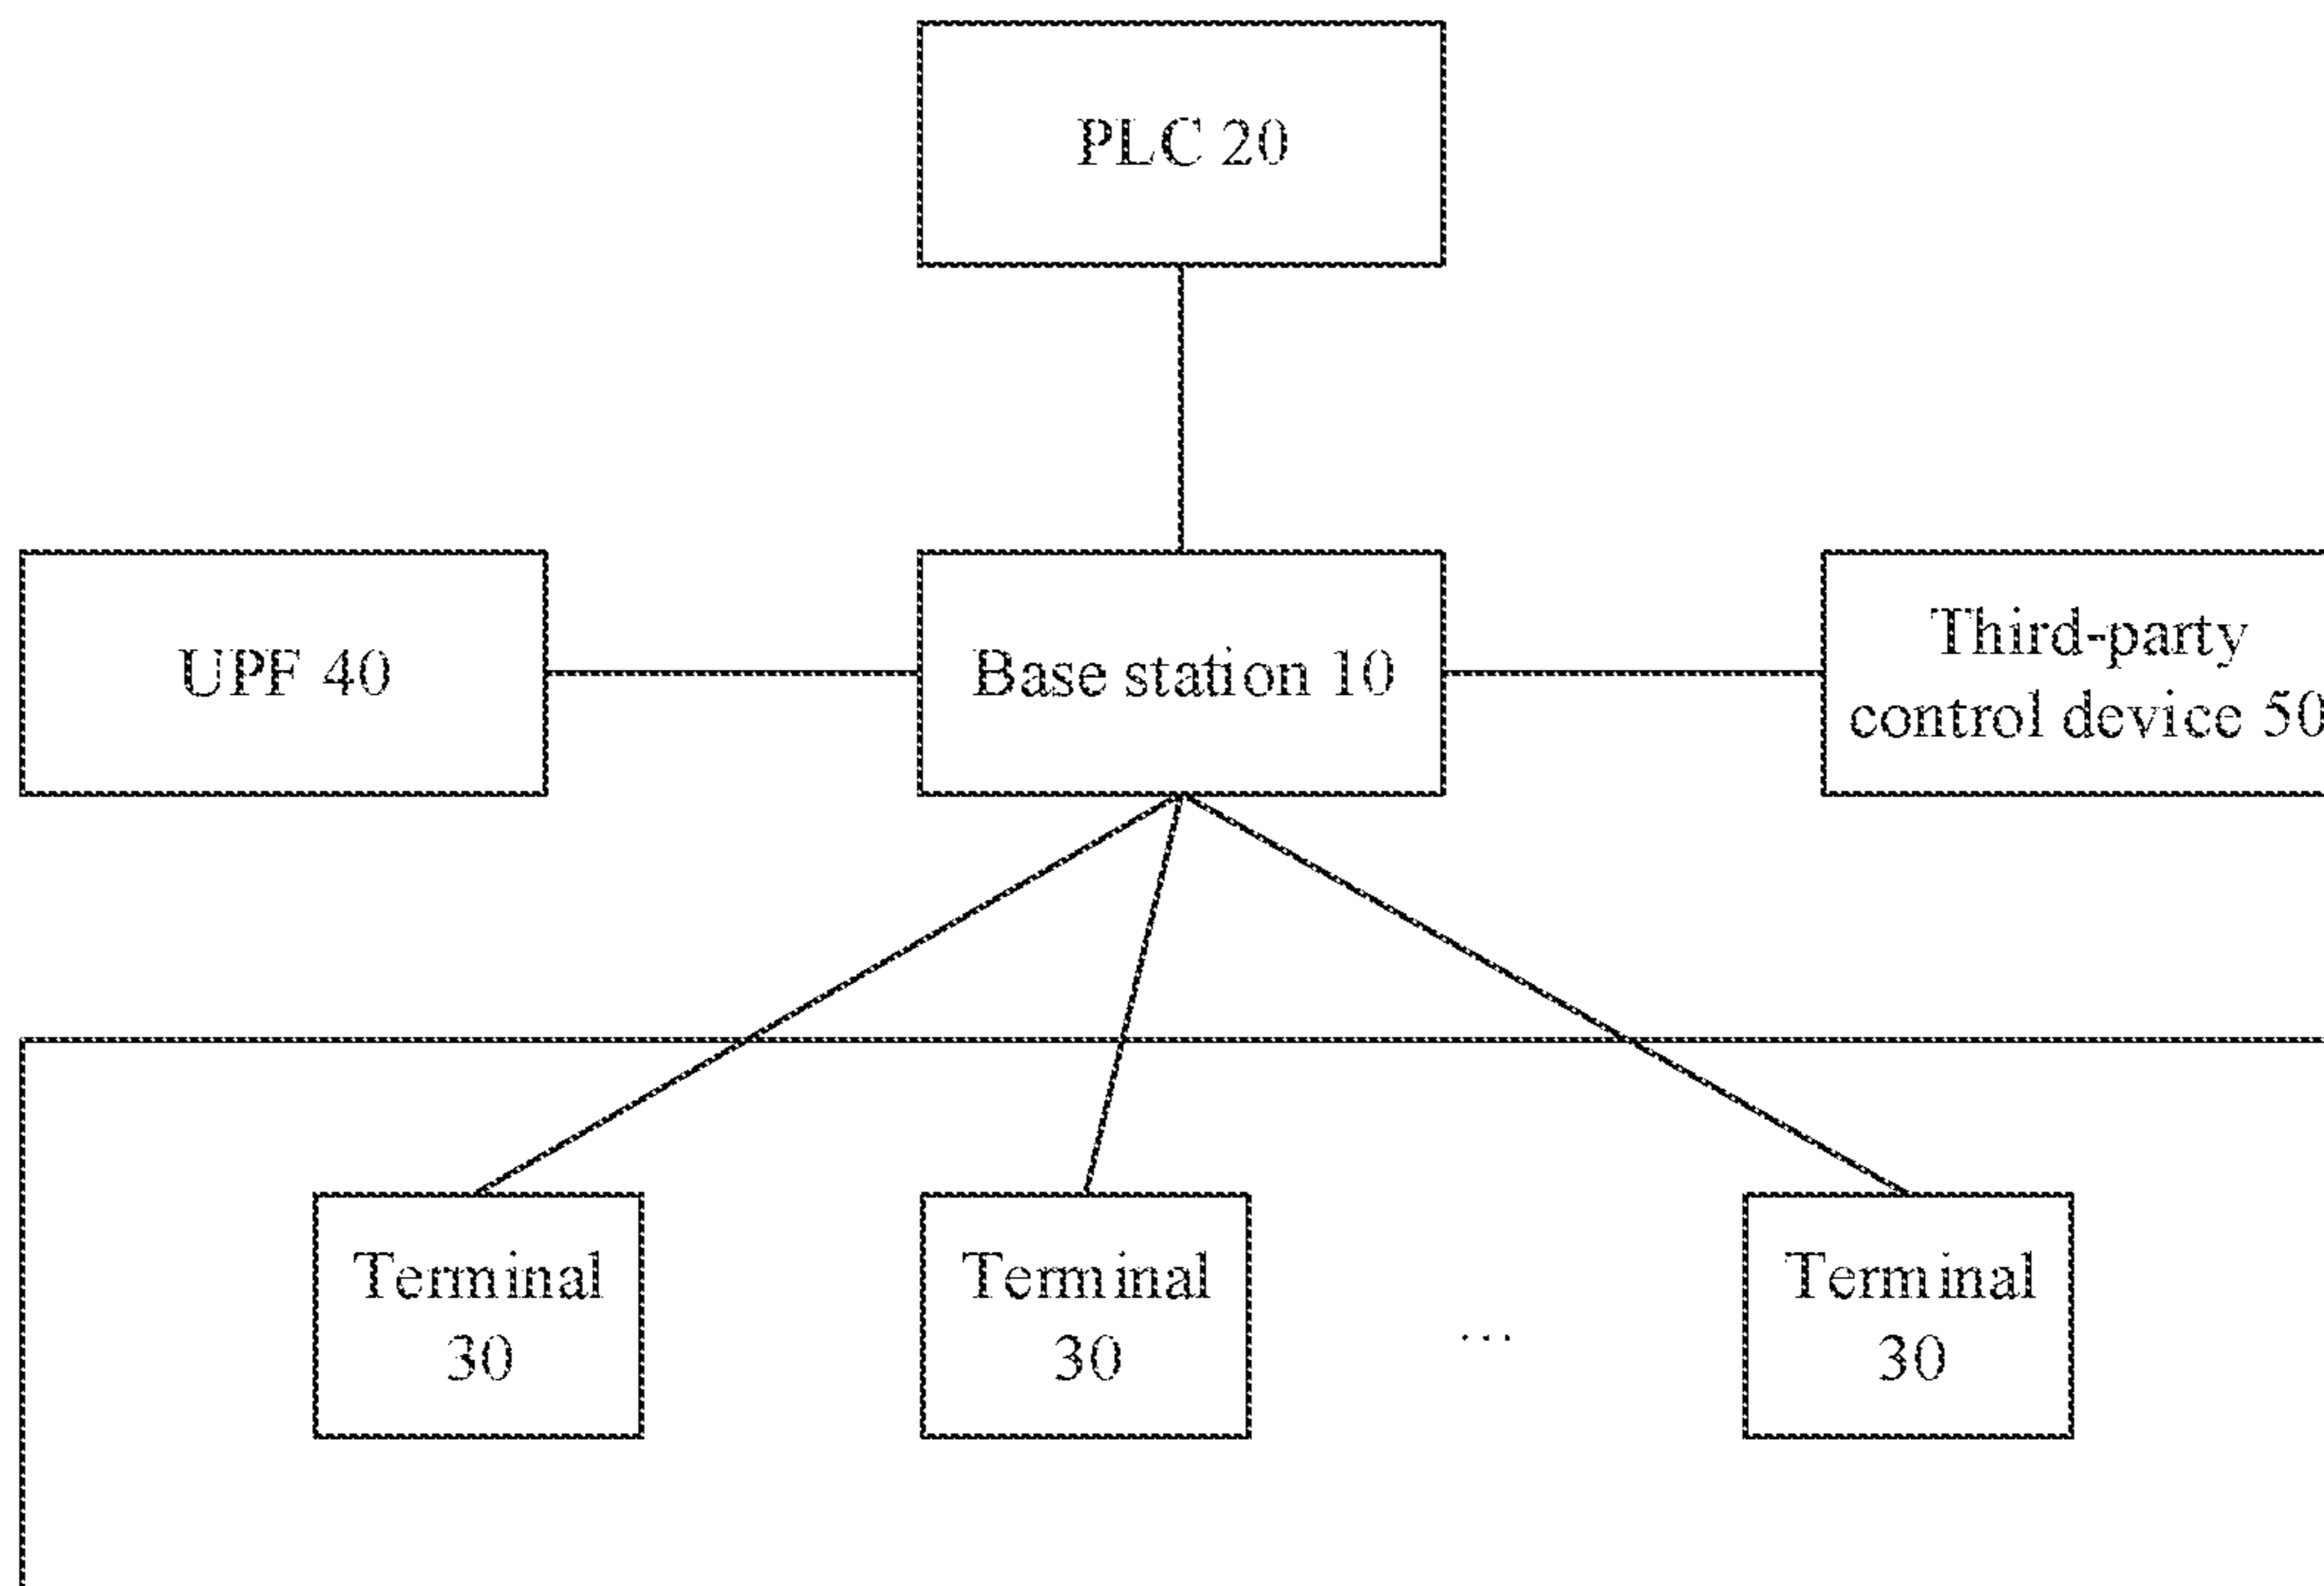 PLC 20
UPF 40
Base station 10
Third-party
control device 50
Terminal
30
Terminal
30
...
Terminal
30